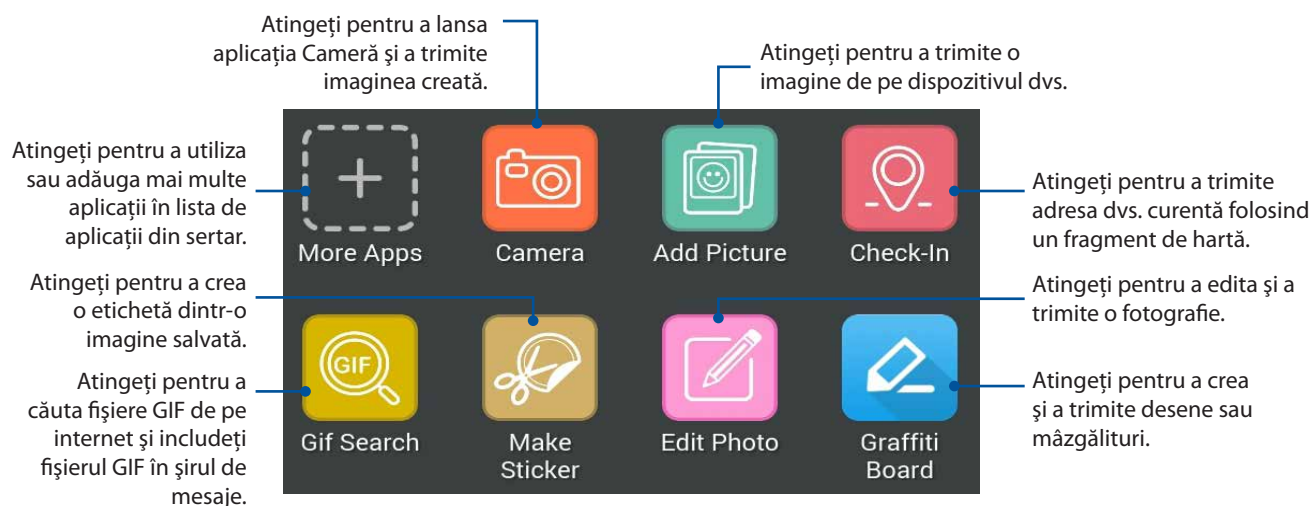 Atingeți pentru a lansa
aplicația Cameră şi a trimite
imaginea creată.
Atingeți pentru a trimite o
imagine de pe dispozitivul dvs.
Atingeți pentru a utiliza
sau adăuga mai multe
aplicații în lista de
aplicații din sertar.
Atingeți pentru a crea
o etichetă dintr-o
imagine salvată.
Atingeți pentru a
căuta fişiere GIF de pe
internet şi includeți
fişierul GIF în şirul de
mesaje.
More Apps
Camera
Add Picture
Check-In
GIF
Gif Search
Make
Sticker
Edit Photo
Graffiti
Board
Atingeți pentru a trimite
adresa dvs. curentă folosind
un fragment de hartă.
Atingeți pentru a edita şi a
trimite o fotografie.
Atingeți pentru a crea
şi a trimite desene sau
mâzgălituri.